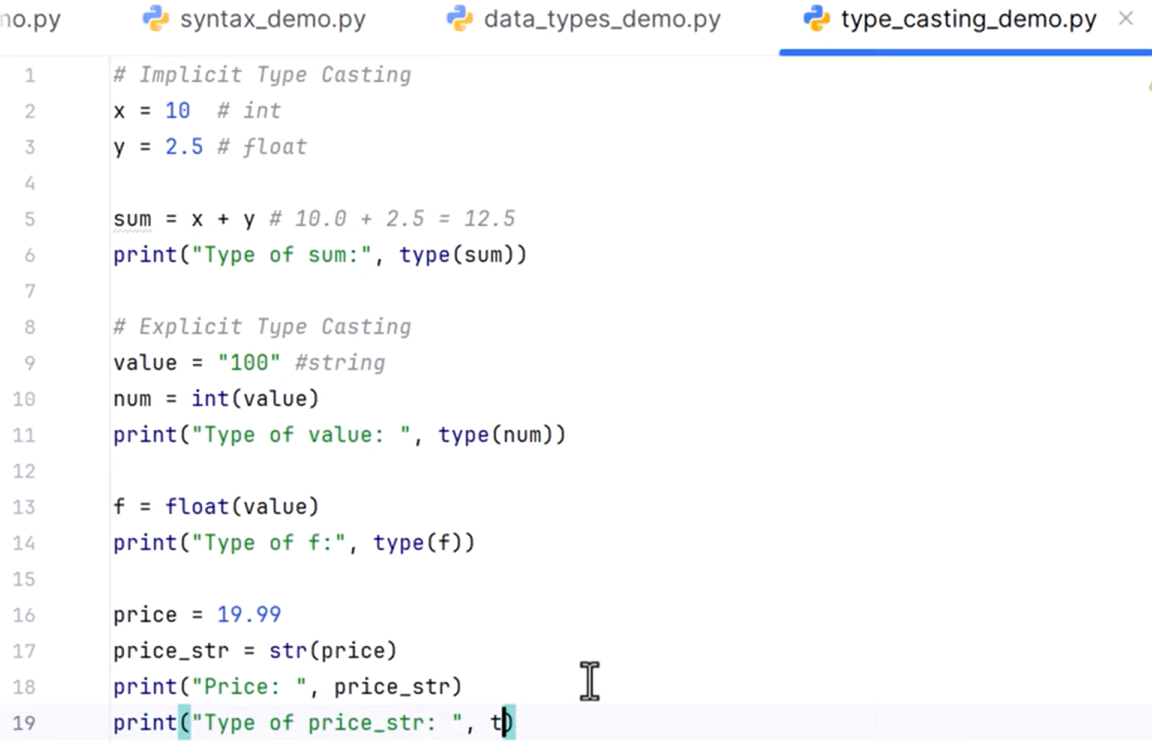 no.py syntax_demo.py data_types_demo.py type_casting_demo.py
1 # Implicit Type Casting
2 x = 10  # int
3 y = 2.5 # float
4
5 sum = x + y # 10.0 + 2.5 = 12.5
6 print("Type of sum:", type(sum))
7
8 # Explicit Type Casting
9 value = "100" #string
10 num = int(value)
11 print("Type of value: ", type(num))
12
13 f = float(value)
14 print("Type of f:", type(f))
15
16 price = 19.99
17 price_str = str(price)
18 print("Price: ", price_str)
19 print("Type of price_str: ", t)